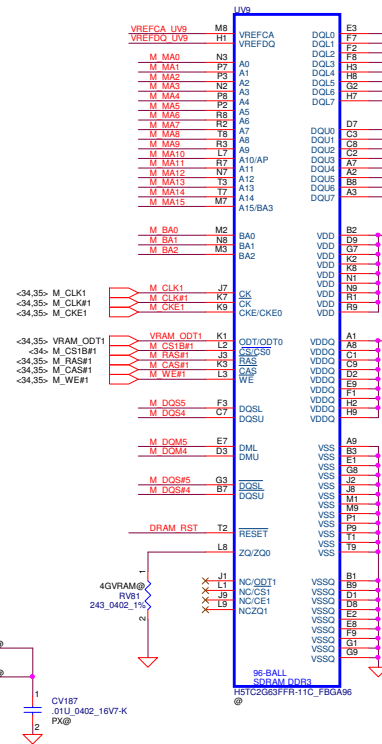 UV9
VREFCA_UV9 M8 VREFCA DQL0 E3
VREFDQ_UV9 H1 VREFDQ DQL1 F7
DQL2 F2
M_MA0 N3 A0 DQL3 F8
M_MA1 P7 A1 DQL4 H3
M_MA2 P3 A2 DQL5 H8
M_MA3 N2 A3 DQL6 G2
M_MA4 P8 A4 DQL7 H7
M_MA5 P2 A5
M_MA6 R8 A6
M_MA7 R2 A7 DQU0 D7
M_MA8 T8 A8 DQU1 C3
M_MA9 R3 A9 DQU2 C8
M_MA10 L7 A10/AP DQU3 C2
M_MA11 R7 A11 DQU4 A7
M_MA12 N7 A12 DQU5 A2
M_MA13 T3 A13 DQU6 B8
M_MA14 T7 A14 DQU7 A3
M_MA15 M7 A15/BA3
M_BA0 M2 BA0 VDD B2
M_BA1 N8 BA1 VDD D9
M_BA2 M3 BA2 VDD G7
VDD K2
VDD K8
VDD N1
<34,35> M_CLK1 M_CLK1 J7 CK VDD N9
<34,35> M_CLK#1 M_CLK#1 K7 CK VDD R1
<34,35> M_CKE1 M_CKE1 K9 CKE/CKE0 VDD R9
<34,35> VRAM_ODT1 VRAM_ODT1 K1 ODT/ODT0 VDDQ A1
<34> M_CS1B#1 M_CS1B#1 L2 CS/CS0 VDDQ A8
<34,35> M_RAS#1 M_RAS#1 J3 RAS VDDQ C1
<34,35> M_CAS#1 M_CAS#1 K3 CAS VDDQ C9
<34,35> M_WE#1 M_WE#1 L3 WE VDDQ D2
VDDQ E9
VDDQ F1
M_DQS5 F3 DQSL VDDQ H2
M_DQS4 C7 DQSU VDDQ H9
M_DQM5 E7 DML VSS A9
M_DQM4 D3 DMU VSS B3
VSS E1
VSS G8
M_DQS#5 G3 DQSL VSS J2
M_DQS#4 B7 DQSU VSS J8
VSS M1
VSS M9
VSS P1
DRAM_RST T2 RESET VSS P9
VSS T1
L8 ZQ/ZQ0 VSS T9
J1 NC/ODT1 VSSQ B1
L1 NC/CS1 VSSQ B9
J9 NC/CE1 VSSQ D1
L9 NCZQ1 VSSQ D8
VSSQ E2
VSSQ E8
VSSQ F9
VSSQ G1
VSSQ G9
1
4GVRAM@
RV81
243_0402_1%
2
96-BALL
SDRAM DDR3
H5TC2G63FFR-11C_FBGA96
@
1
CV187
.01U_0402_16V7-K
PX@
2